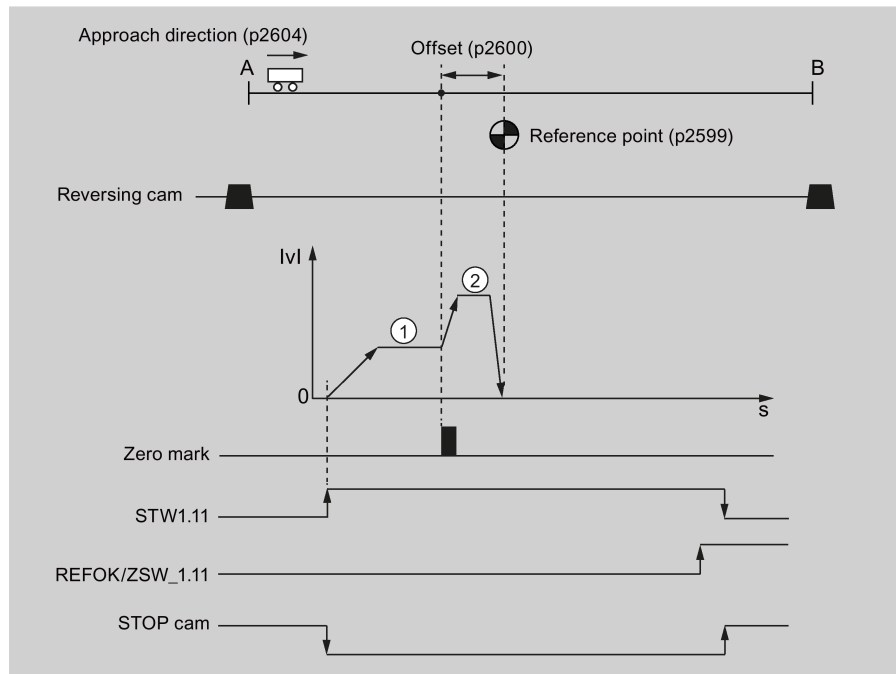 Approach direction (p2604)
Offset (p2600)
A
B
Reference point (p2599)
Reversing cam
IvI
2
1
0
s
Zero mark
STW1.11
REFOK/ZSW_1.11
STOP cam